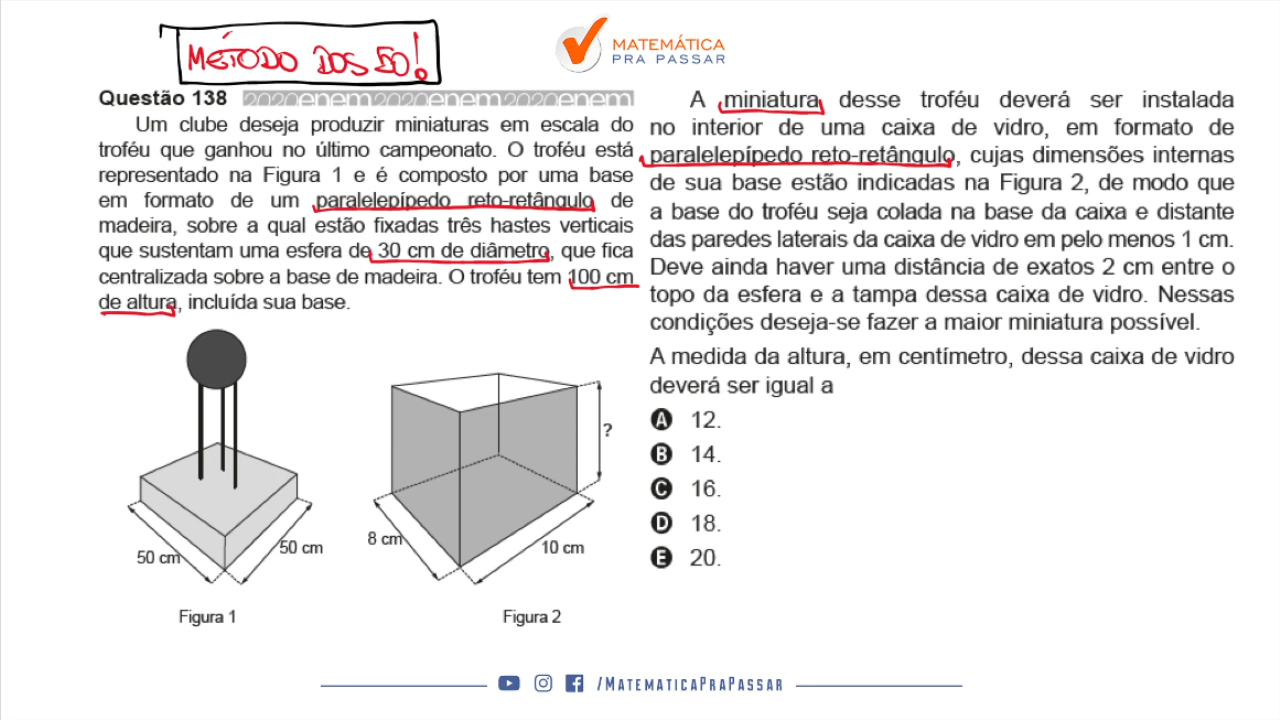 MÉTODO DOS 50!
MATEMÁTICA
PRA PASSAR
Questão 138 2020enem2020enem2020enem
Um clube deseja produzir miniaturas em escala do
troféu que ganhou no último campeonato. O troféu está
representado na Figura 1 e é composto por uma base
em formato de um paralelepípedo reto-retângulo de
madeira, sobre a qual estão fixadas três hastes verticais
que sustentam uma esfera de 30 cm de diâmetro, que fica
centralizada sobre a base de madeira. O troféu tem 100 cm
de altura, incluída sua base.
50 cm
50 cm
Figura 1
8 cm
10 cm
?
Figura 2
A miniatura desse troféu deverá ser instalada
no interior de uma caixa de vidro, em formato de
paralelepípedo reto-retângulo, cujas dimensões internas
de sua base estão indicadas na Figura 2, de modo que
a base do troféu seja colada na base da caixa e distante
das paredes laterais da caixa de vidro em pelo menos 1 cm.
Deve ainda haver uma distância de exatos 2 cm entre o
topo da esfera e a tampa dessa caixa de vidro. Nessas
condições deseja-se fazer a maior miniatura possível.
A medida da altura, em centímetro, dessa caixa de vidro
deverá ser igual a
A 12.
B 14.
C 16.
D 18.
E 20.
/MATEMATICAPRAPASSAR